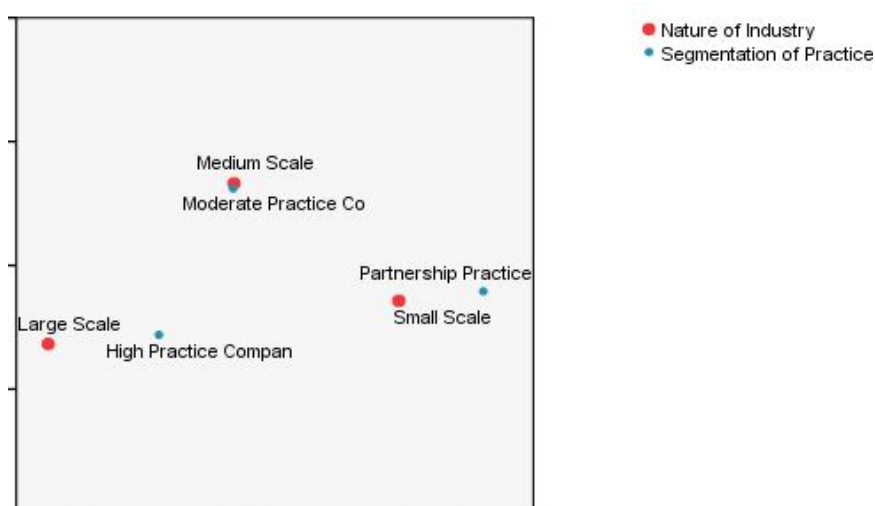 Nature of Industry
Segmentation of Practice
Medium Scale
Moderate Practice Co
Partnership Practice
Small Scale
Large Scale
High Practice Compan